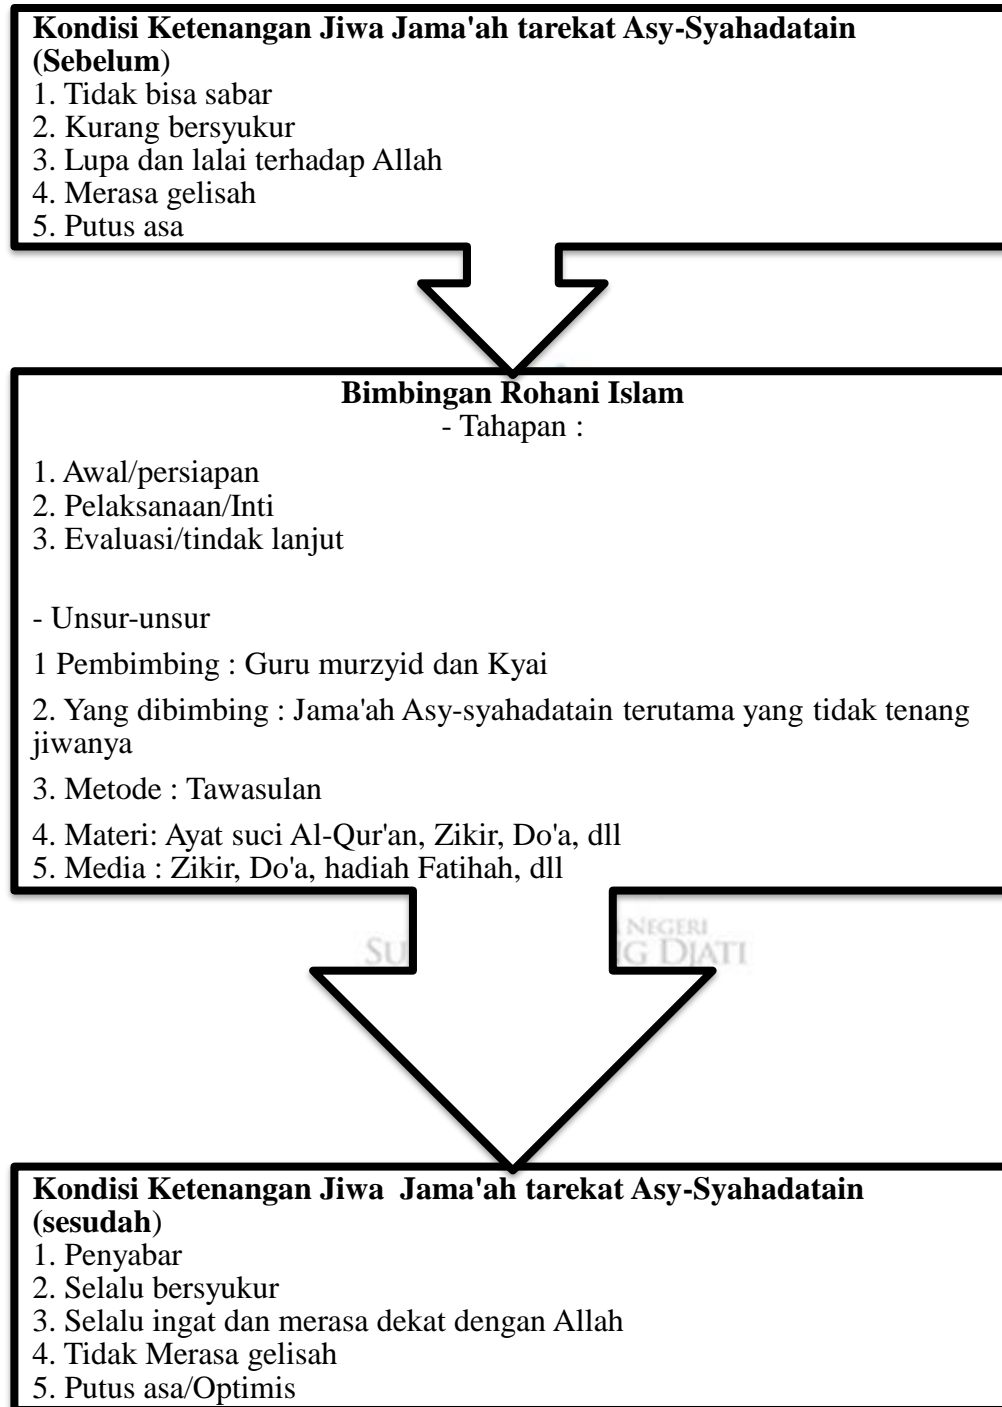 Kondisi Ketenangan Jiwa Jama'ah tarekat Asy-Syahadatain
(Sebelum)
1. Tidak bisa sabar
2. Kurang bersyukur
3. Lupa dan lalai terhadap Allah
4. Merasa gelisah
5. Putus asa
Bimbingan Rohani Islam
- Tahapan :
1. Awal/persiapan
2. Pelaksanaan/Inti
3. Evaluasi/tindak lanjut
- Unsur-unsur
1 Pembimbing : Guru murzyid dan Kyai
2. Yang dibimbing : Jama'ah Asy-syahadatain terutama yang tidak tenang
jiwanya
3. Metode : Tawasulan
4. Materi: Ayat suci Al-Qur'an, Zikir, Do'a, dll
5. Media : Zikir, Do'a, hadiah Fatihah, dll
NEGERI
SU G DJATI
Kondisi Ketenangan Jiwa Jama'ah tarekat Asy-Syahadatain
(sesudah)
1. Penyabar
2. Selalu bersyukur
3. Selalu ingat dan merasa dekat dengan Allah
4. Tidak Merasa gelisah
5. Putus asa/Optimis